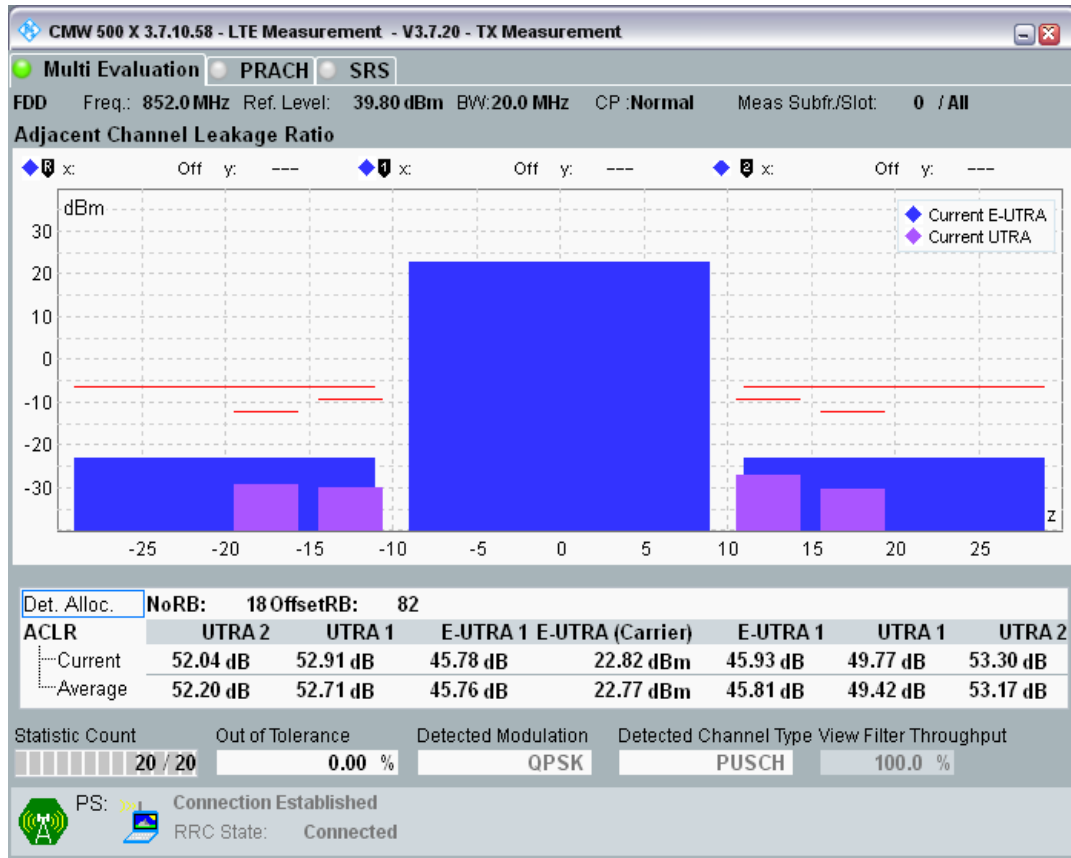 CMW 500 X 3.7.10.58 - LTE Measurement - V3.7.20 - TX Measurement
Multi Evaluation PRACH SRS
FDD Freq.: 852.0 MHz Ref. Level: 39.80 dBm BW: 20.0 MHz CP : Normal Meas Subfr./Slot: 0 / All
Adjacent Channel Leakage Ratio
R x: Off y: --- 1 x: Off y: --- 2 x: Off y: ---
dBm
Current E-UTRA
Current UTRA
30
20
10
0
-10
-20
-30
z
-25 -20 -15 -10 -5 0 5 10 15 20 25
Det. Alloc. NoRB: 18 OffsetRB: 82
ACLR UTRA 2 UTRA 1 E-UTRA 1 E-UTRA (Carrier) E-UTRA 1 UTRA 1 UTRA 2
Current 52.04 dB 52.91 dB 45.78 dB 22.82 dBm 45.93 dB 49.77 dB 53.30 dB
Average 52.20 dB 52.71 dB 45.76 dB 22.77 dBm 45.81 dB 49.42 dB 53.17 dB
Statistic Count Out of Tolerance Detected Modulation Detected Channel Type View Filter Throughput
20 / 20 0.00 % QPSK PUSCH 100.0 %
PS: Connection Established
RRC State: Connected